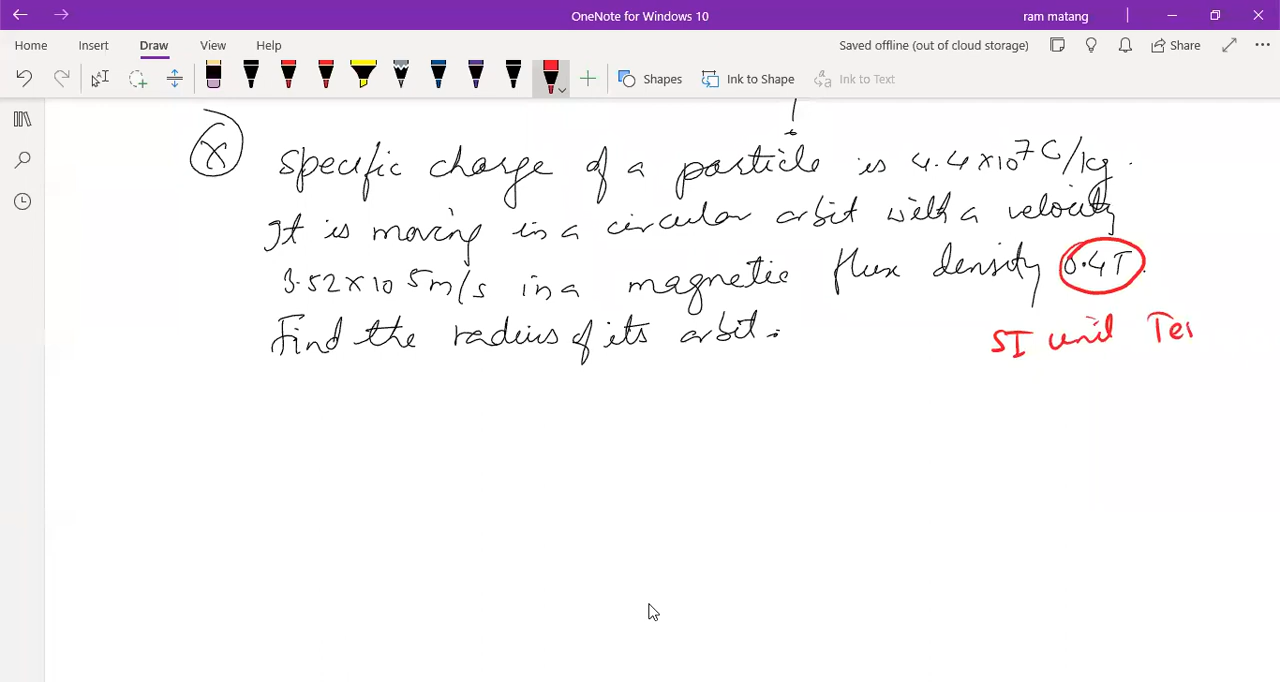 OneNote for Windows 10
ram matang
Home Insert Draw View Help
Saved offline (out of cloud storage)
Share
Shapes
Ink to Shape
Ink to Text
x specific charge of a particle is 4.4×10⁷ C/kg.
It is moving in a circular orbit with a velocity
3.52×10⁵ m/s in a magnetic flux density 0.4T.
Find the radius of its orbit.
SI unit Tes